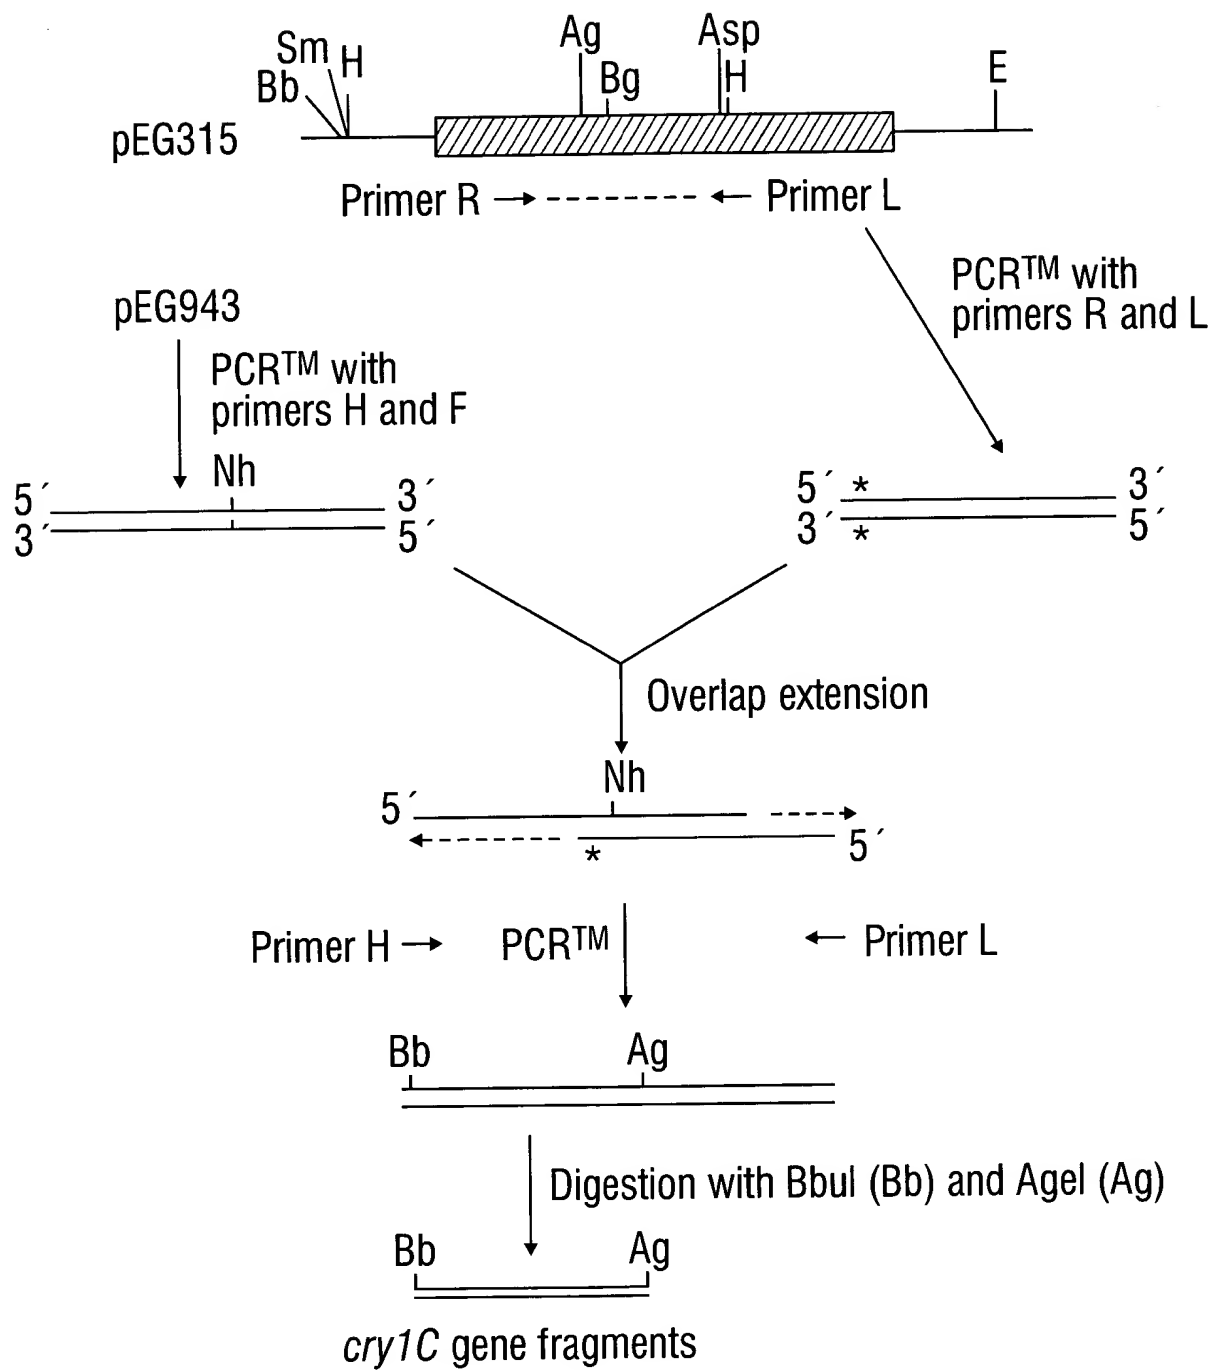 Ag
Asp
Sm
H
E
Bb
Bg
H
pEG315
Primer R
Primer L
PCR™ with
primers R and L
pEG943
PCR™ with
primers H and F
Nh
5´
3´
3´
5´
5´ *
3´
3´ *
5´
Overlap extension
Nh
5´
*
5´
Primer H
PCR™
Primer L
Bb
Ag
Digestion with BbuI (Bb) and AgeI (Ag)
Bb
Ag
cry1C gene fragments